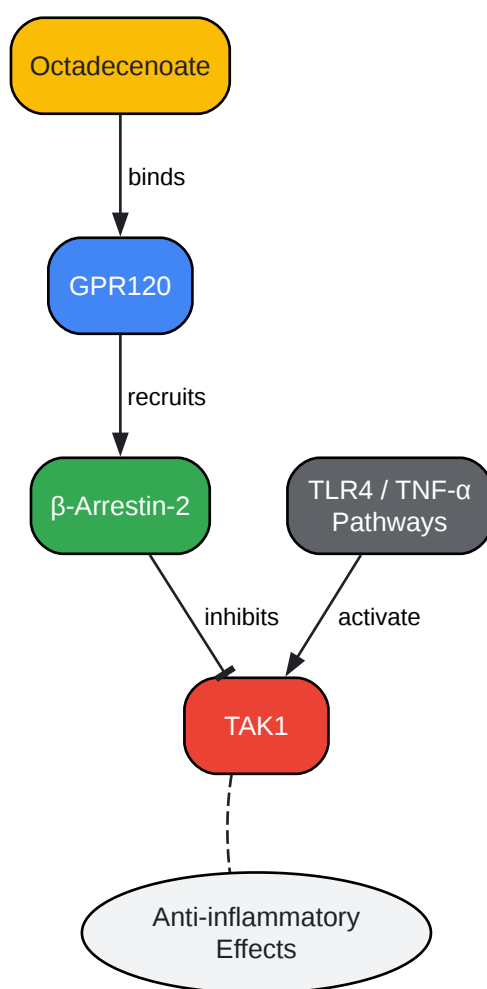 Octadecenoate
binds
GPR120
recruits
β-Arrestin-2
TLR4 / TNF-α
Pathways
inhibits
activate
TAK1
Anti-inflammatory
Effects